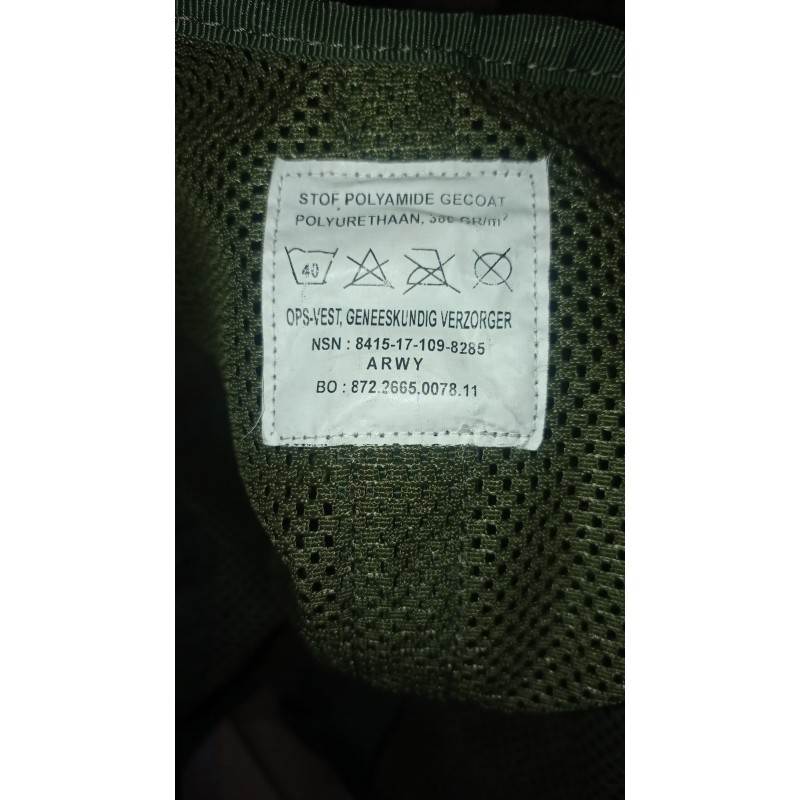 STOF POLYAMIDE GECOAT
POLYURETHAAN, 380 GR/m²
40
OPS-VEST, GENEESKUNDIG VERZORGER
NSN : 8415-17-109-8285
ARWY
BO : 872.2665.0078.11